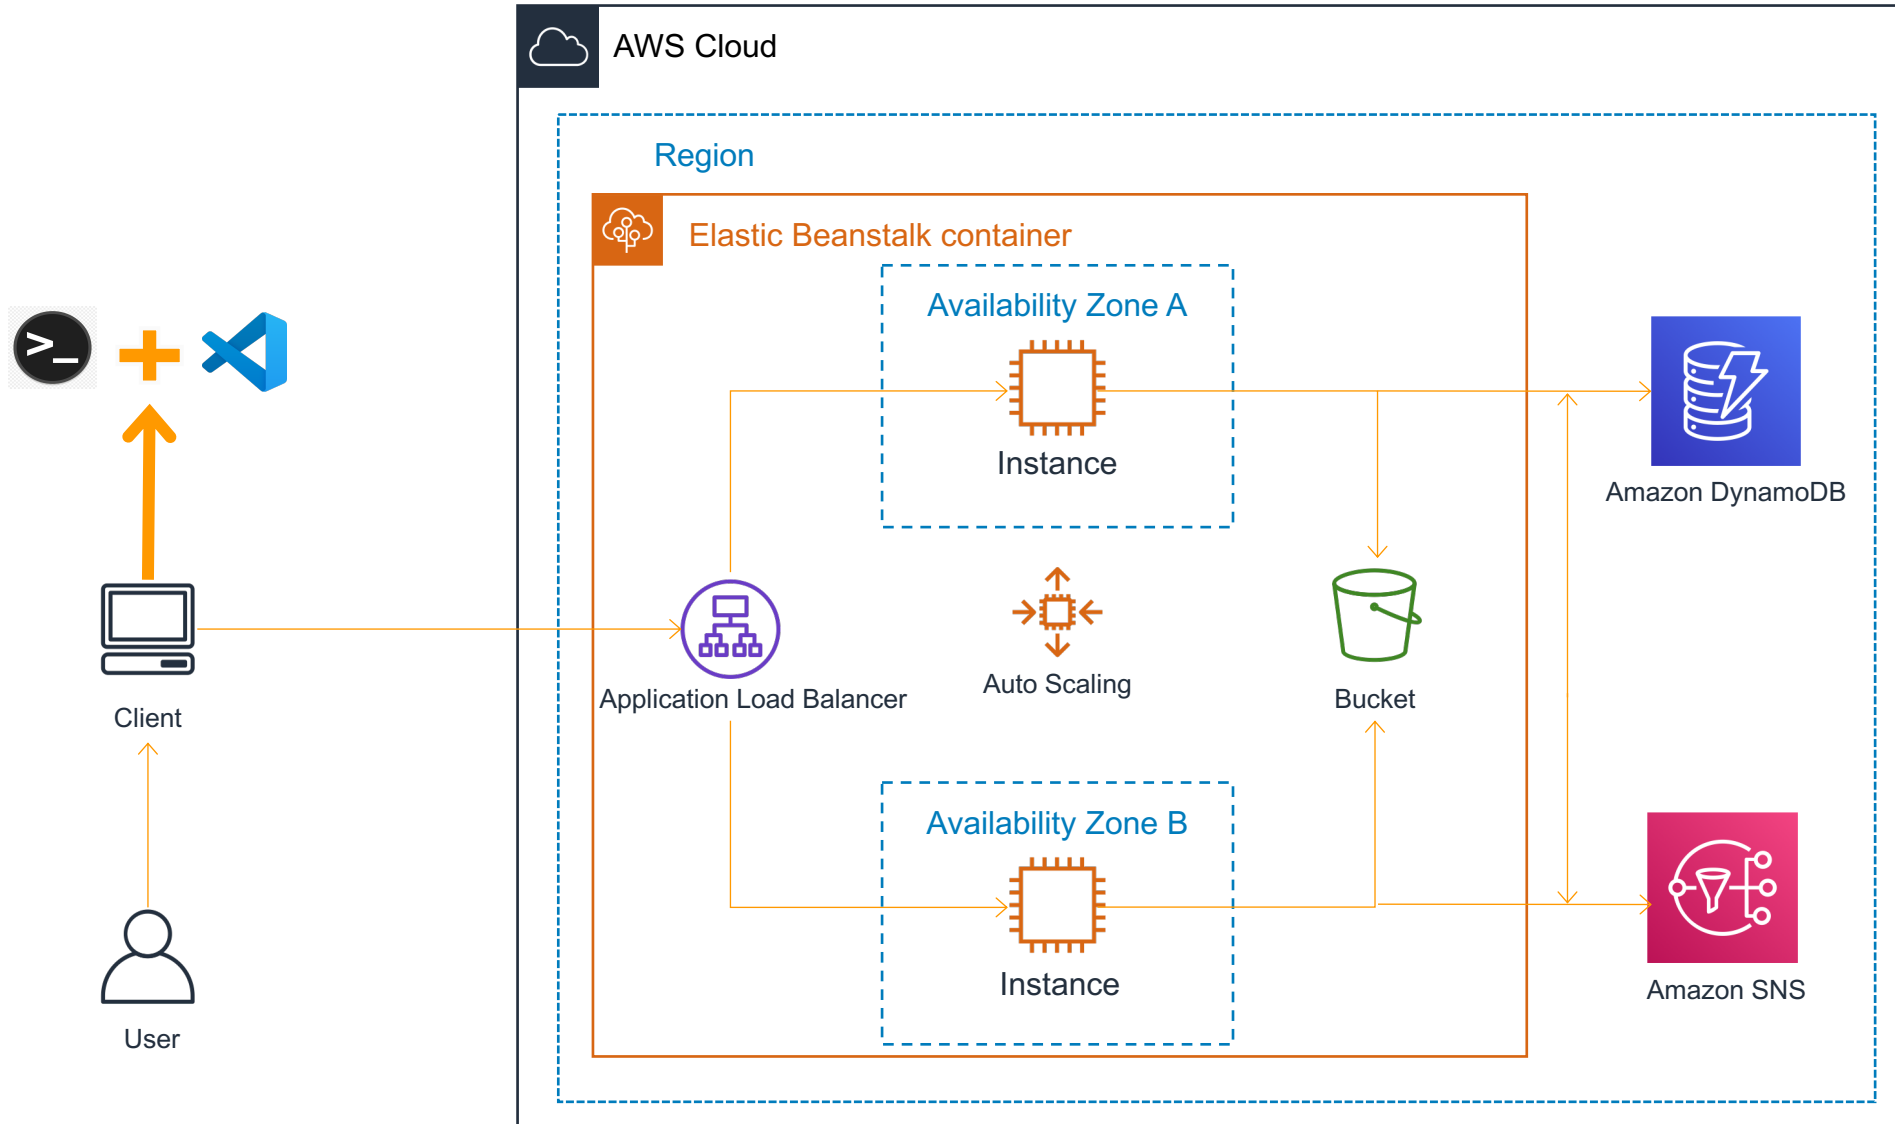 AWS Cloud
Region
Elastic Beanstalk container
Availability Zone A
Instance
Amazon DynamoDB
>_
Client
Application Load Balancer
Auto Scaling
Bucket
Availability Zone B
Instance
Amazon SNS
User